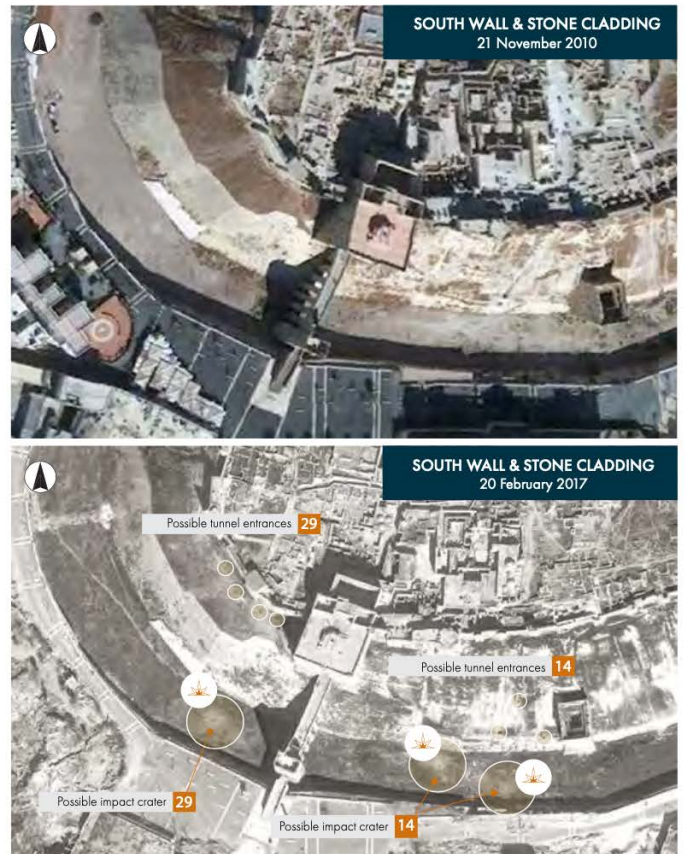 SOUTH WALL & STONE CLADDING
21 November 2010
SOUTH WALL & STONE CLADDING
20 February 2017
Possible tunnel entrances 29
Possible tunnel entrances 14
Possible impact crater 29
Possible impact crater 14